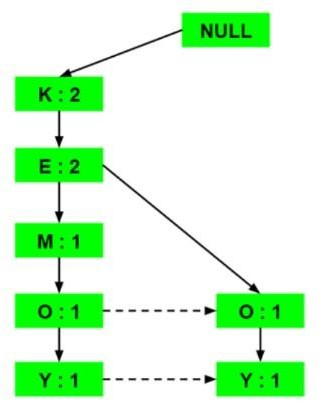 NULL
K : 2
E : 2
M : 1
O : 1
O : 1
Y : 1
Y : 1